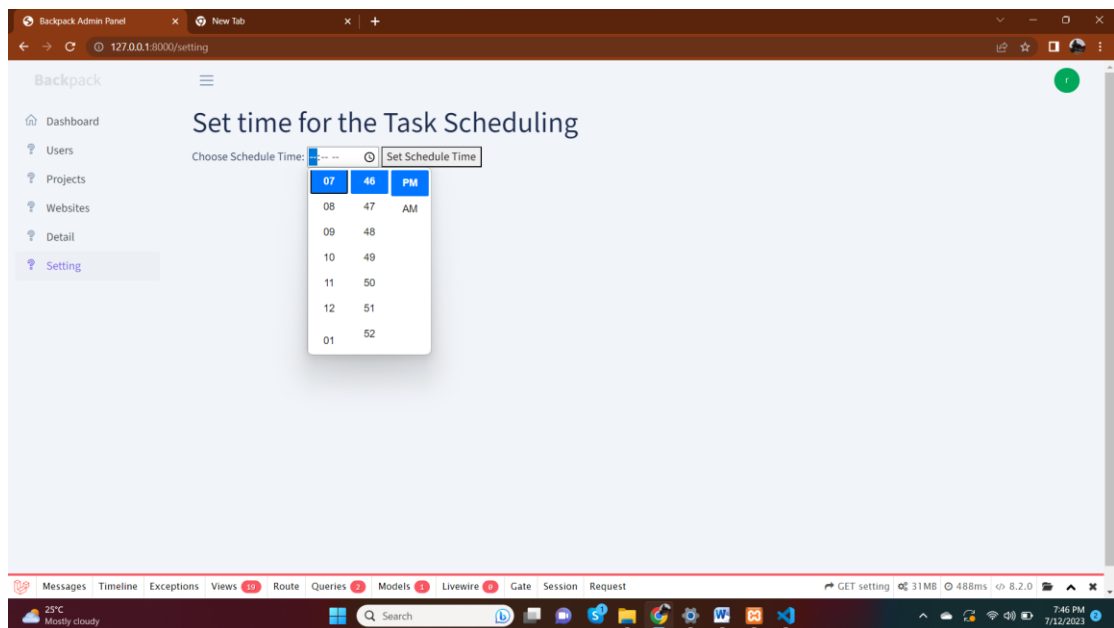 Backpack Admin Panel New Tab
127.0.0.1:8000/setting
Backpack
r
Dashboard
Set time for the Task Scheduling
Users
Choose Schedule Time: --:-- -- Set Schedule Time
Projects
07 46 PM
Websites
08 47 AM
Detail
09 48
Setting
10 49
11 50
12 51
01 52
Messages Timeline Exceptions Views 19 Route Queries 2 Models 1 Livewire 0 Gate Session Request GET setting 31MB 488ms 8.2.0
25°C
Mostly cloudy
Search
7:46 PM
7/12/2023
2